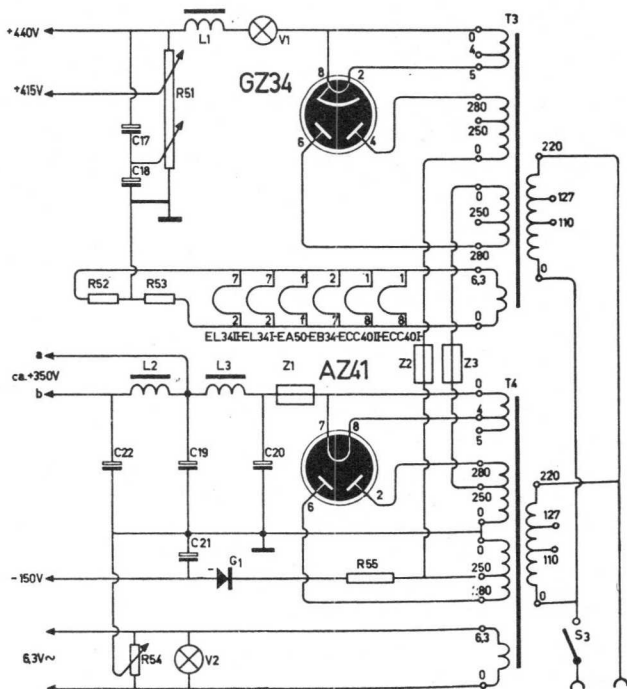 +440V
L1
V1
T3
0
4
5
8
2
GZ34
+415V
R51
6
4
280
250
0
C17
C18
0
250
280
220
127
110
0
6,3
0
R52
R53
7
7
f
2
1
1
2
2
f
7
8
8
EL34II-EL34I-EA50-EB34-ECC40II-ECC40I-
a
ca.+350V
b
L2
L3
Z1
AZ41
Z2
Z3
T4
0
4
5
7
8
6
2
C22
C19
C20
280
250
0
0
250
280
220
127
110
0
C21
-150V
-
G1
R55
6,3V~
R54
V2
6,3
0
S3